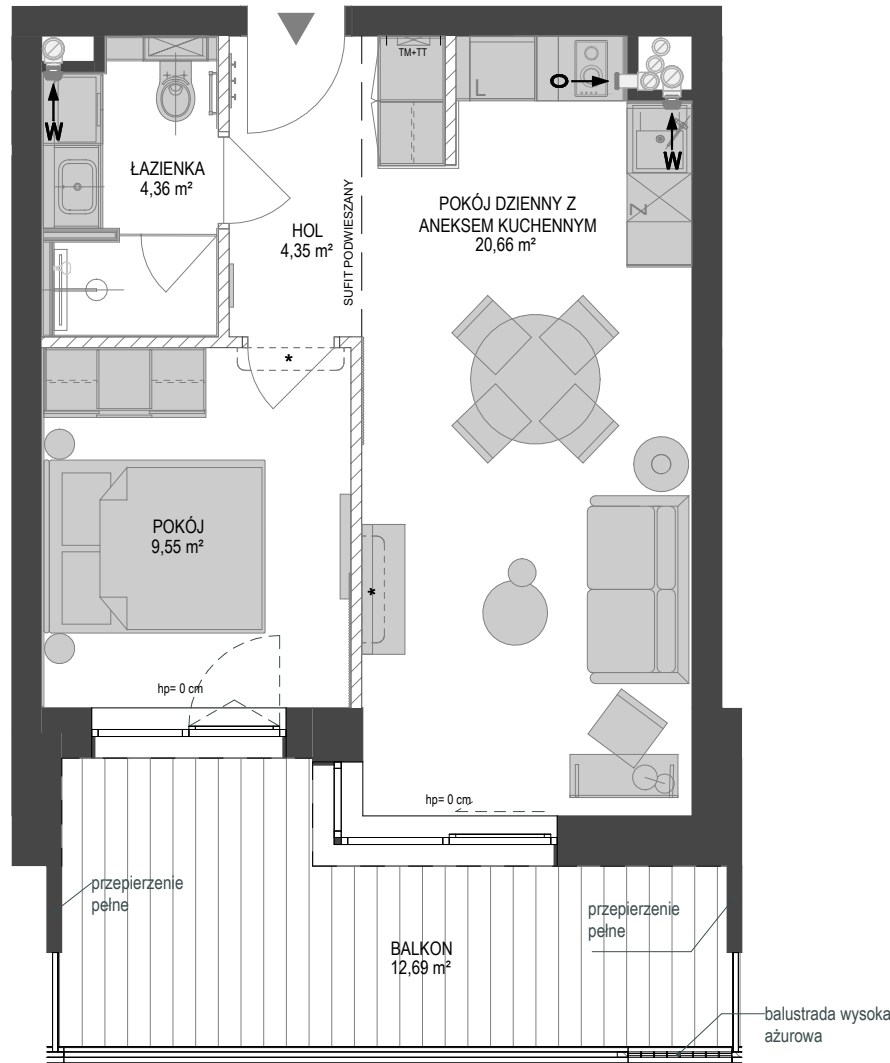 TM+TT
L
O
W
W
ŁAZIENKA
4,36 m²
HOL
4,35 m²
SUFIT PODWIESZANY
POKÓJ DZIENNY Z
ANEKSEM KUCHENNYM
20,66 m²
Z
*
POKÓJ
9,55 m²
*
hp= 0 cm
hp= 0 cm
przepierzenie
pełne
przepierzenie
pełne
BALKON
12,69 m²
balustrada wysoka
ażurowa